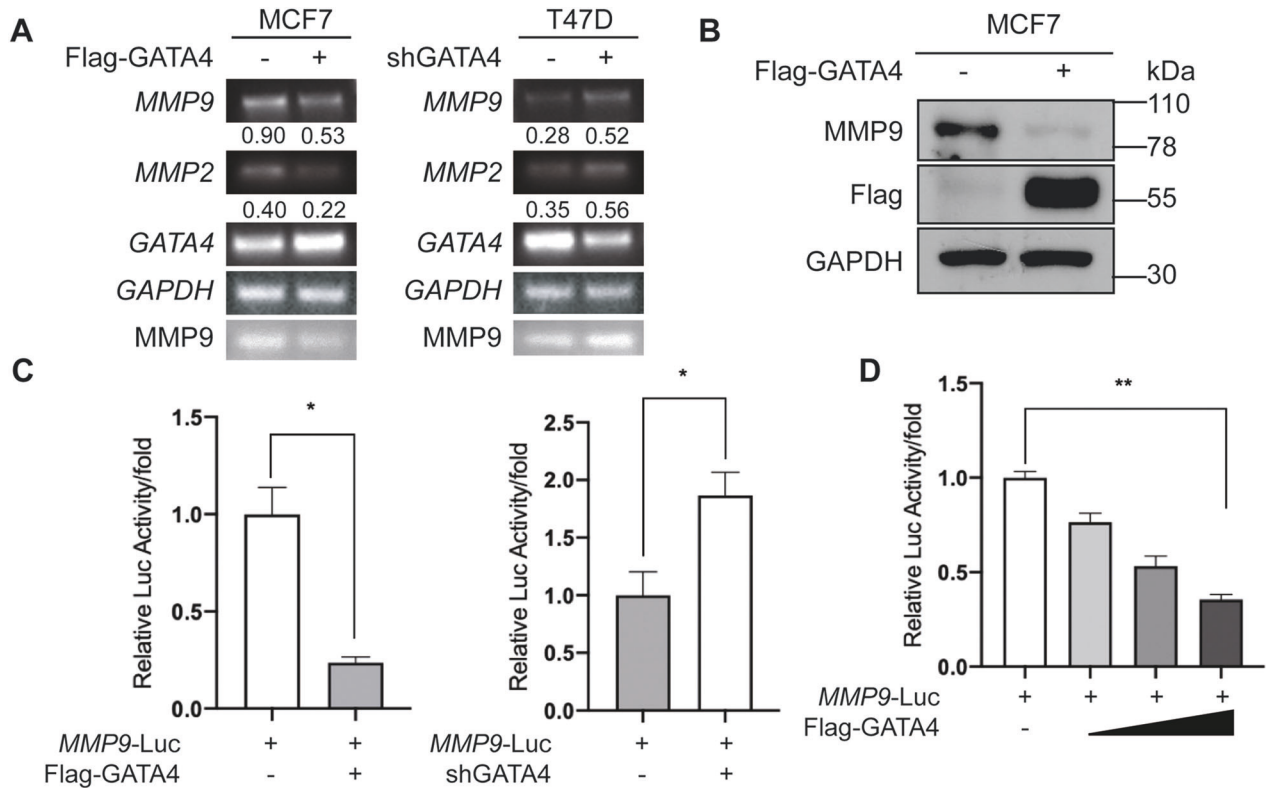 A
MCF7
Flag-GATA4 - +
MMP9
0.90 0.53
MMP2
0.40 0.22
GATA4
GAPDH
MMP9
T47D
shGATA4 - +
MMP9
0.28 0.52
MMP2
0.35 0.56
GATA4
GAPDH
MMP9
B
MCF7
Flag-GATA4 - + kDa
110
MMP9
78
Flag
55
GAPDH
30
C
Relative Luc Activity/fold
1.5
1.0
0.5
0.0
*
MMP9-Luc + +
Flag-GATA4 - +
Relative Luc Activity/fold
2.5
2.0
1.5
1.0
0.5
0.0
*
MMP9-Luc + +
shGATA4 - +
D
Relative Luc Activity/fold
1.5
1.0
0.5
0.0
**
MMP9-Luc + + + +
Flag-GATA4 -